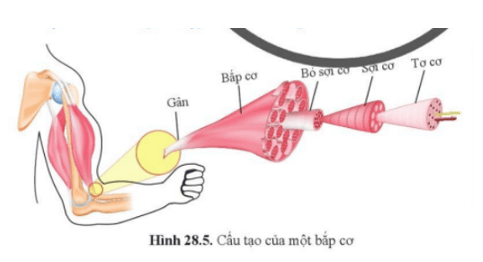 Bắp cơ
Bó sợi cơ
Sợi cơ
Tơ cơ
Gân
Hình 28.5. Cấu tạo của một bắp cơ